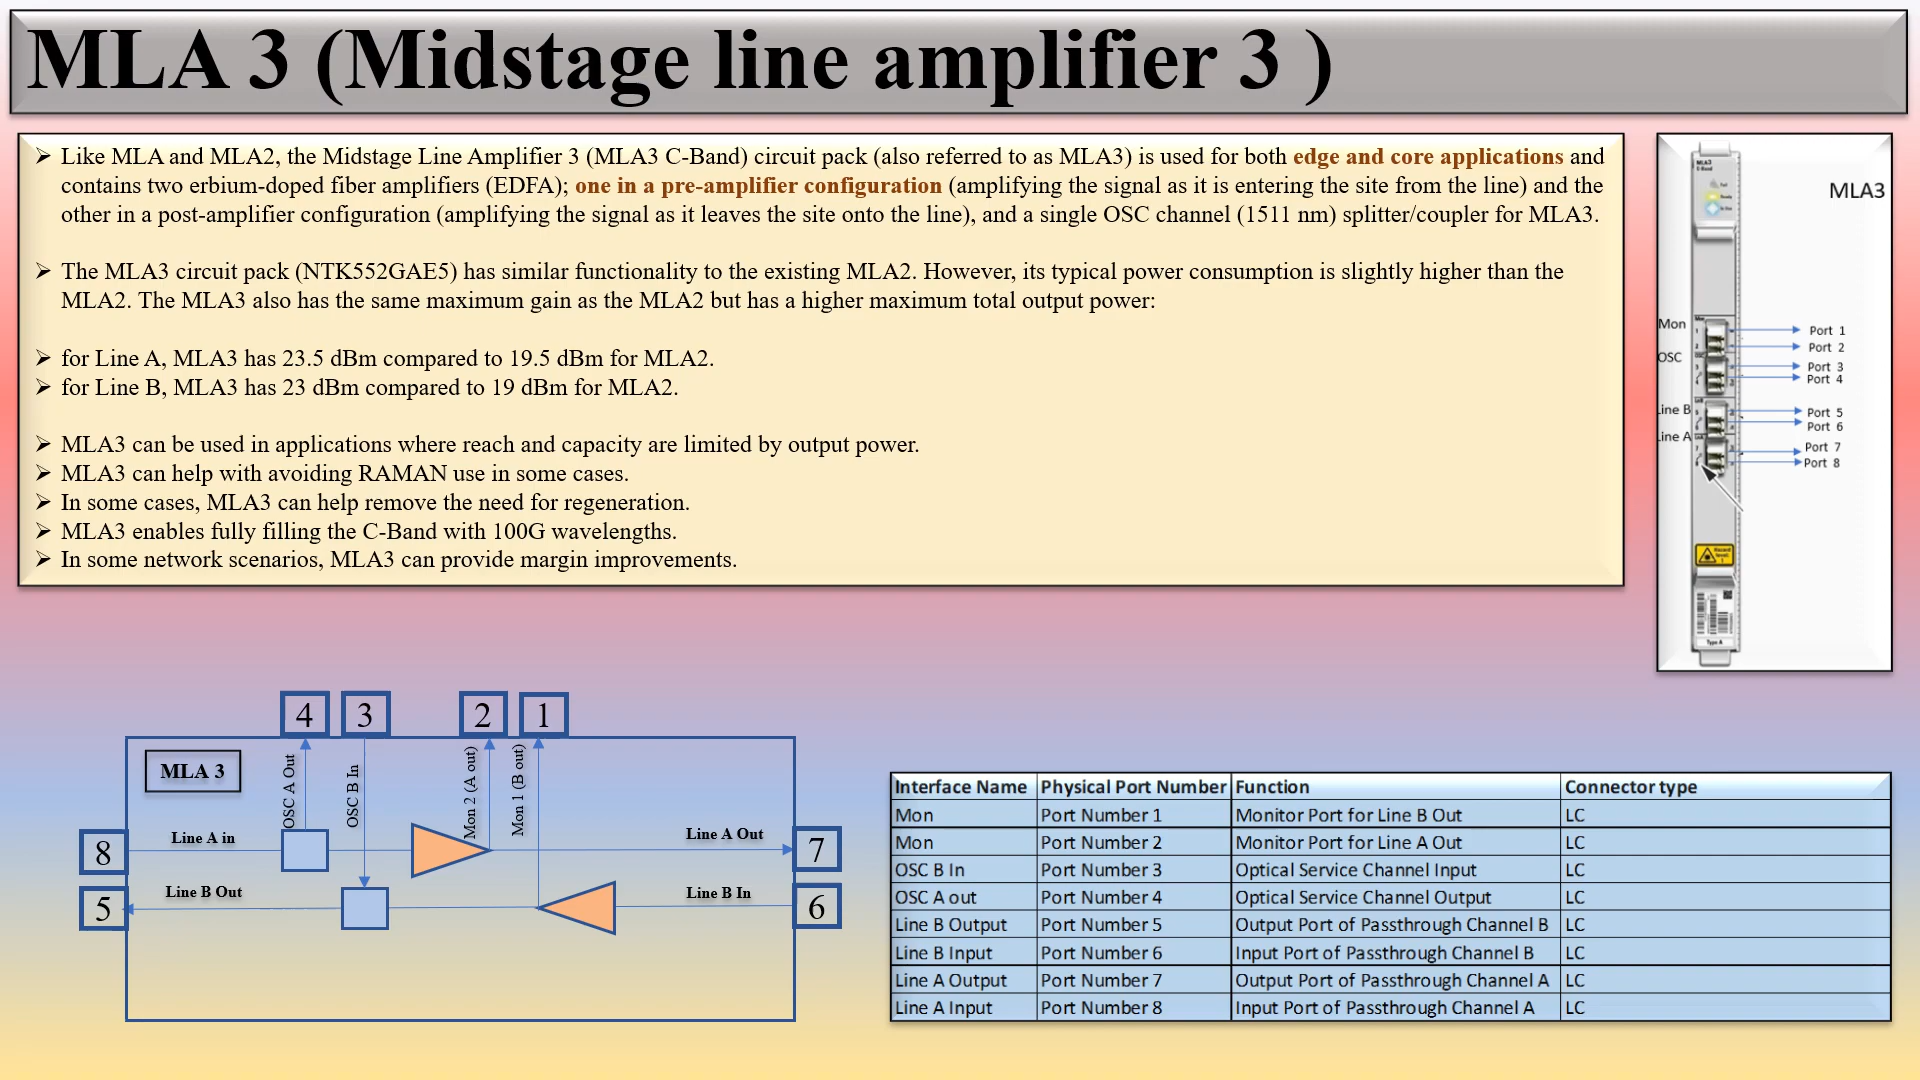 MLA 3 (Midstage line amplifier 3 )
➢ Like MLA and MLA2, the Midstage Line Amplifier 3 (MLA3 C-Band) circuit pack (also referred to as MLA3) is used for both edge and core applications and
contains two erbium-doped fiber amplifiers (EDFA); one in a pre-amplifier configuration (amplifying the signal as it is entering the site from the line) and the
other in a post-amplifier configuration (amplifying the signal as it leaves the site onto the line), and a single OSC channel (1511 nm) splitter/coupler for MLA3.
➢ The MLA3 circuit pack (NTK552GAE5) has similar functionality to the existing MLA2. However, its typical power consumption is slightly higher than the
MLA2. The MLA3 also has the same maximum gain as the MLA2 but has a higher maximum total output power:
➢ for Line A, MLA3 has 23.5 dBm compared to 19.5 dBm for MLA2.
➢ for Line B, MLA3 has 23 dBm compared to 19 dBm for MLA2.
➢ MLA3 can be used in applications where reach and capacity are limited by output power.
➢ MLA3 can help with avoiding RAMAN use in some cases.
➢ In some cases, MLA3 can help remove the need for regeneration.
➢ MLA3 enables fully filling the C-Band with 100G wavelengths.
➢ In some network scenarios, MLA3 can provide margin improvements.
MLA3
MLA3
Mon
OSC
Line B
Line A
Port 1
Port 2
Port 3
Port 4
Port 5
Port 6
Port 7
Port 8
Type A
4 3 2 1
MLA 3
OSC A Out
OSC B In
Mon 2 (A out)
Mon 1 (B out)
8 Line A in Line A Out 7
5 Line B Out Line B In 6
Interface Name Physical Port Number Function Connector type
Mon Port Number 1 Monitor Port for Line B Out LC
Mon Port Number 2 Monitor Port for Line A Out LC
OSC B In Port Number 3 Optical Service Channel Input LC
OSC A out Port Number 4 Optical Service Channel Output LC
Line B Output Port Number 5 Output Port of Passthrough Channel B LC
Line B Input Port Number 6 Input Port of Passthrough Channel B LC
Line A Output Port Number 7 Output Port of Passthrough Channel A LC
Line A Input Port Number 8 Input Port of Passthrough Channel A LC